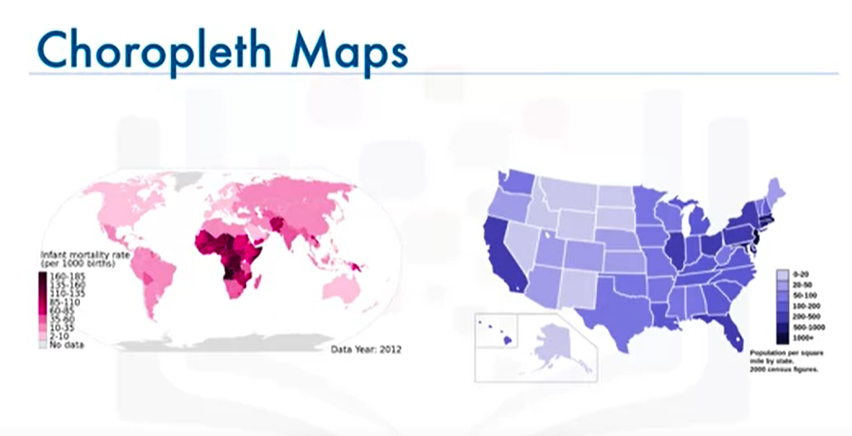 Choropleth Maps
Infant mortality rate
(per 1000 births)
160-185
135-160
110-135
85-110
60-85
35-60
10-35
2-10
No data
Data Year: 2012
0-20
20-50
50-100
100-200
200-500
500-1000
1000+
Population per square
mile by state.
2000 census figures.